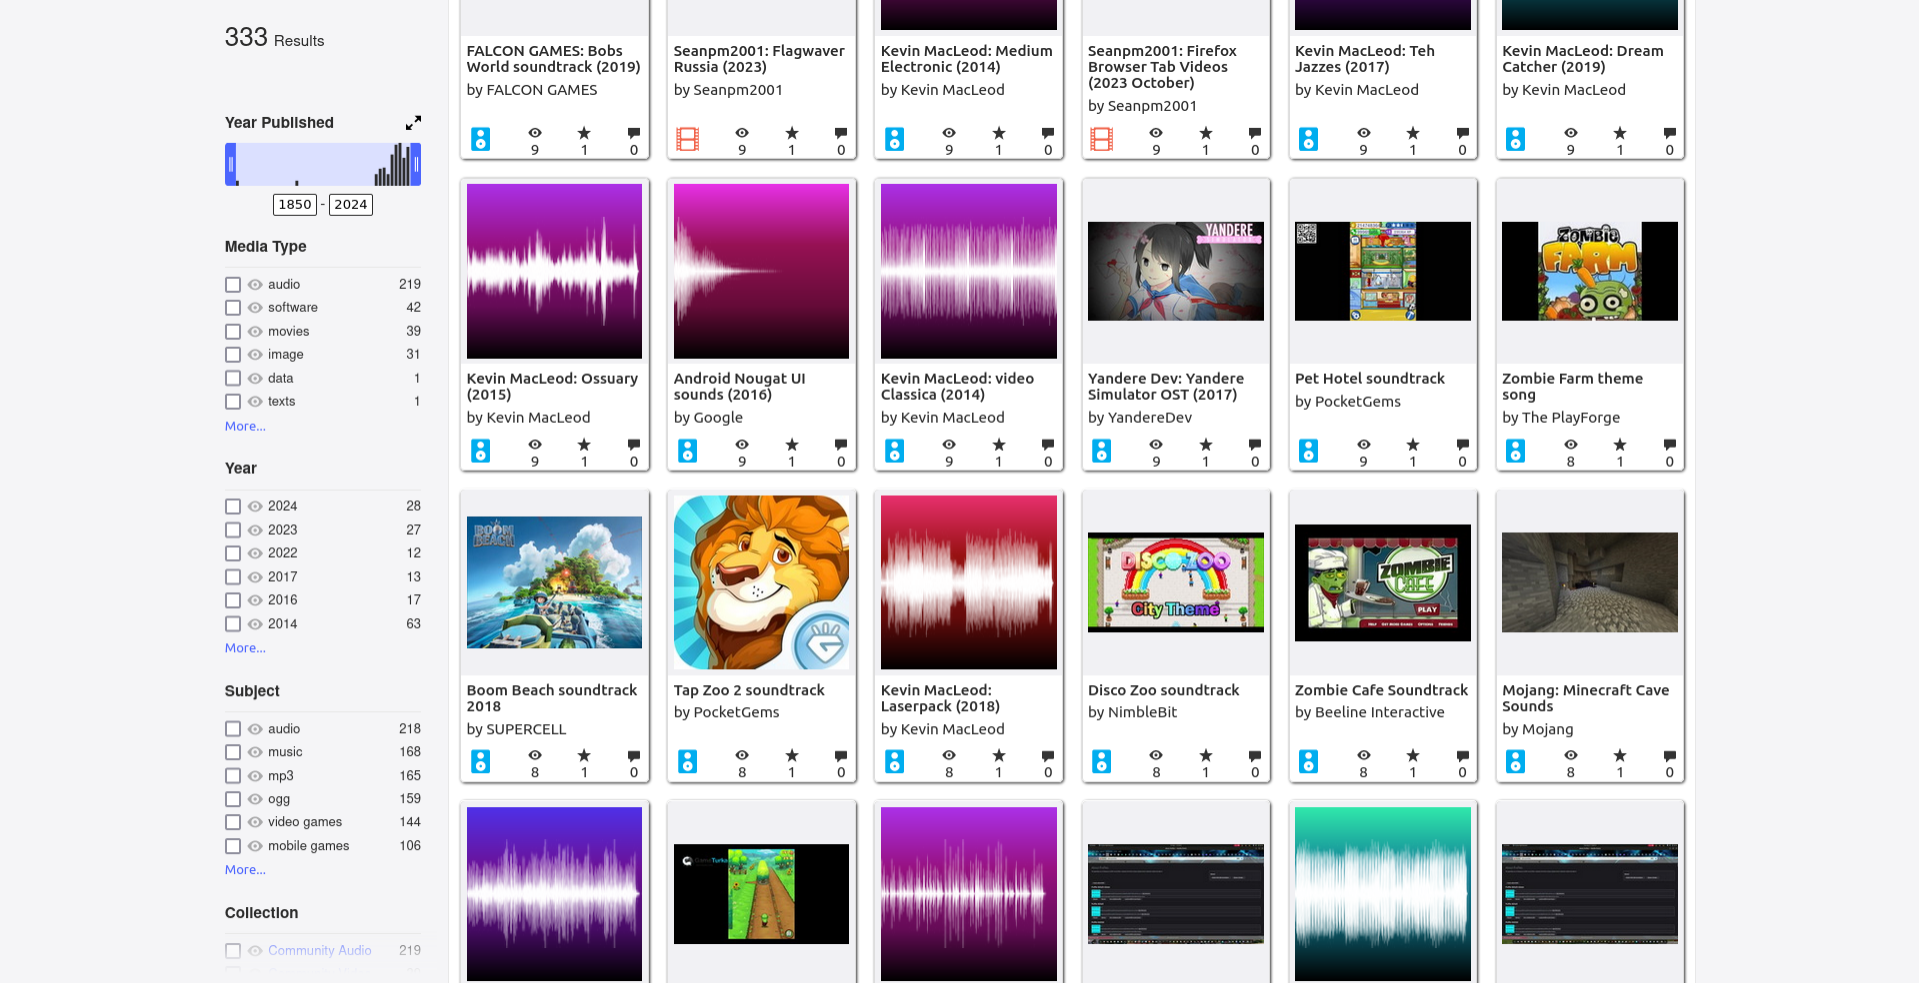 333 Results
Year Published
1850 - 2024
Media Type
audio 219
software 42
movies 39
image 31
data 1
texts 1
More...
Year
2024 28
2023 27
2022 12
2017 13
2016 17
2014 63
More...
Subject
audio 218
music 168
mp3 165
ogg 159
video games 144
mobile games 106
More...
Collection
Community Audio 219
FALCON GAMES: Bobs
World soundtrack (2019)
by FALCON GAMES
9 1 0
Seanpm2001: Flagwaver
Russia (2023)
by Seanpm2001
9 1 0
Kevin MacLeod: Medium
Electronic (2014)
by Kevin MacLeod
9 1 0
Seanpm2001: Firefox
Browser Tab Videos
(2023 October)
by Seanpm2001
9 1 0
Kevin MacLeod: Teh
Jazzes (2017)
by Kevin MacLeod
9 1 0
Kevin MacLeod: Dream
Catcher (2019)
by Kevin MacLeod
9 1 0
Kevin MacLeod: Ossuary
(2015)
by Kevin MacLeod
9 1 0
Android Nougat UI
sounds (2016)
by Google
9 1 0
Kevin MacLeod: video
Classica (2014)
by Kevin MacLeod
9 1 0
YANDERE
Yandere Dev: Yandere
Simulator OST (2017)
by YandereDev
9 1 0
Pet Hotel soundtrack
by PocketGems
9 1 0
ZOMBIE
FARM
Zombie Farm theme
song
by The PlayForge
8 1 0
BOOM
BEACH
Boom Beach soundtrack
2018
by SUPERCELL
8 1 0
Tap Zoo 2 soundtrack
by PocketGems
8 1 0
Kevin MacLeod:
Laserpack (2018)
by Kevin MacLeod
8 1 0
DISCO ZOO
City Theme
Disco Zoo soundtrack
by NimbleBit
8 1 0
ZOMBIE
CAFE
PLAY
Zombie Cafe Soundtrack
by Beeline Interactive
8 1 0
Mojang: Minecraft Cave
Sounds
by Mojang
8 1 0